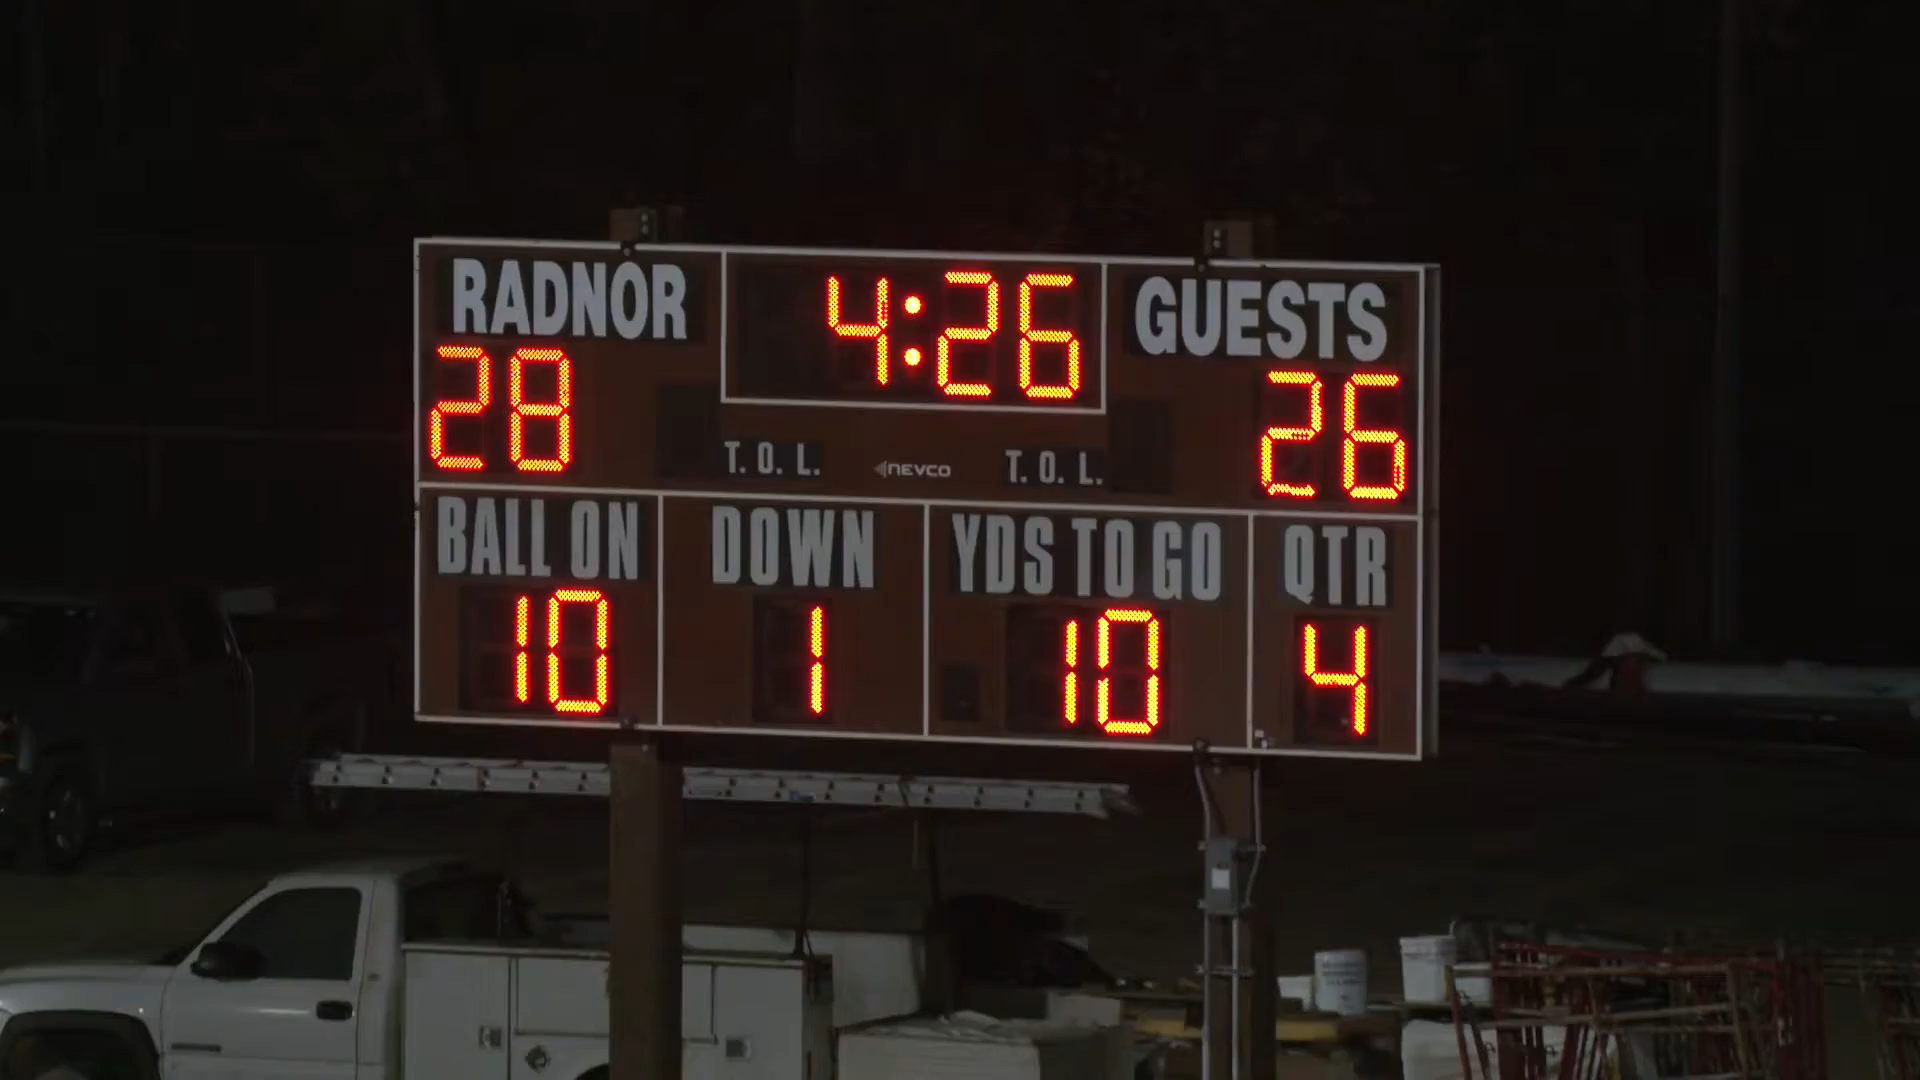 RADNOR 4:26 GUESTS
28 26
T. O. L. NEVCO T. O. L.
BALL ON DOWN YDS TO GO QTR
10 1 10 4